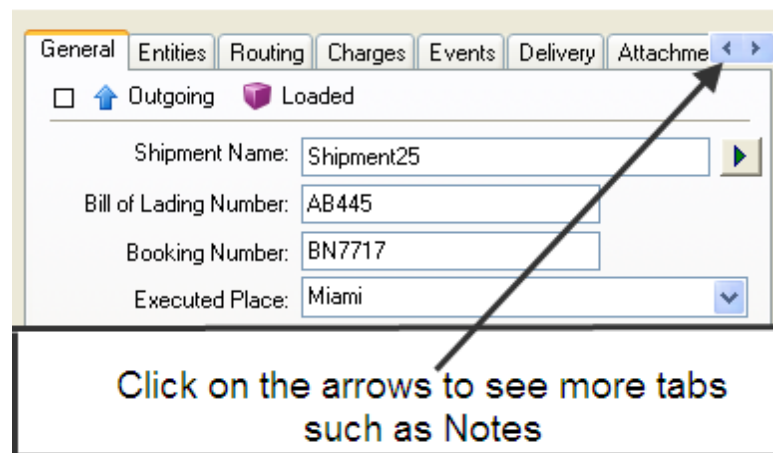 General Entities Routing Charges Events Delivery Attachme
Outgoing Loaded
Shipment Name: Shipment25
Bill of Lading Number: AB445
Booking Number: BN7717
Executed Place: Miami
Click on the arrows to see more tabs
such as Notes